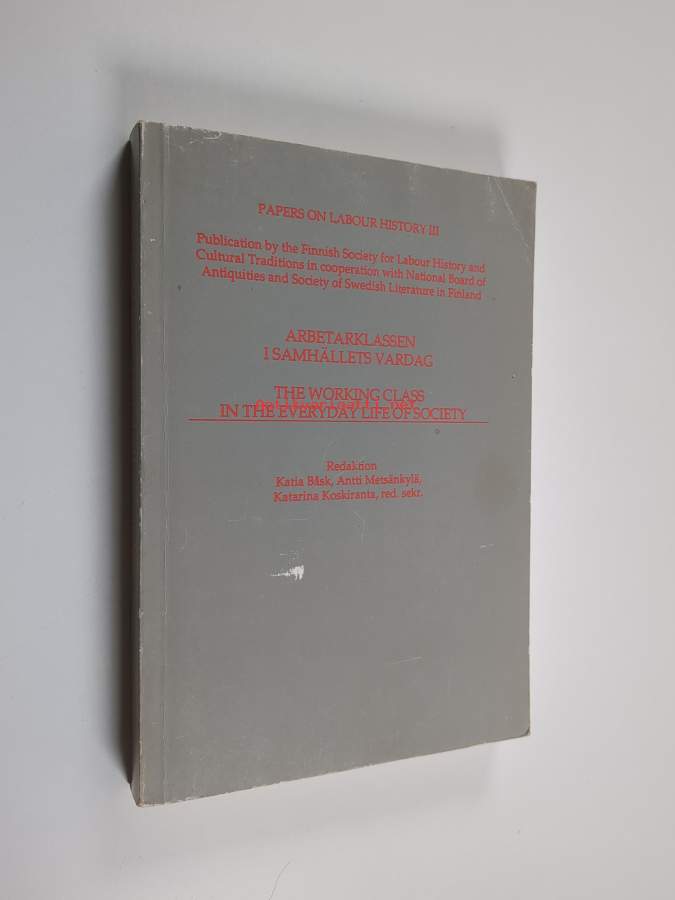 PAPERS ON LABOUR HISTORY III
Publication by the Finnish Society for Labour History and
Cultural Traditions in cooperation with National Board of
Antiquities and Society of Swedish Literature in Finland
ARBETARKLASSEN
I SAMHÄLLETS VARDAG
THE WORKING CLASS
antikvariaatti.net
IN THE EVERYDAY LIFE OF SOCIETY
Redaktion
Katia Båsk, Antti Metsänkylä,
Katarina Koskiranta, red. sekr.